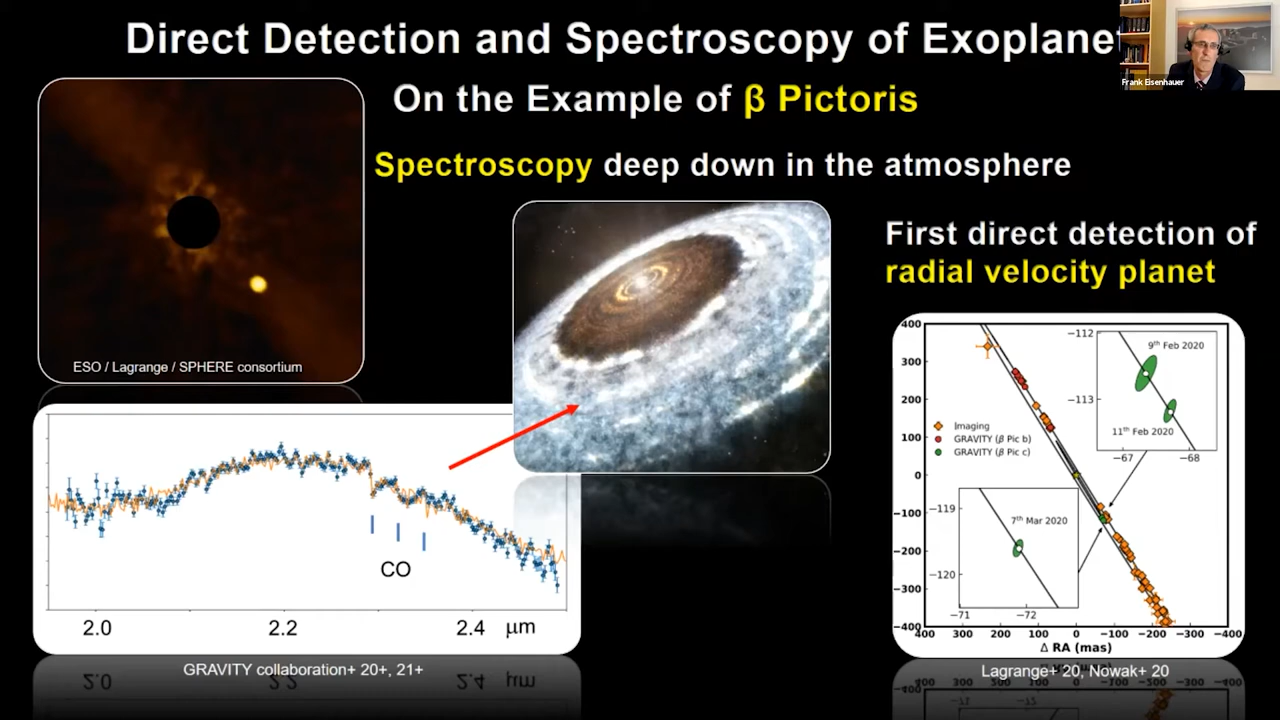 Direct Detection and Spectroscopy of Exoplanet
Frank Eisenhauer
On the Example of β Pictoris
Spectroscopy deep down in the atmosphere
ESO / Lagrange / SPHERE consortium
First direct detection of
radial velocity planet
CO
2.0 2.2 2.4 μm
GRAVITY collaboration+ 20+, 21+
400
300
200
100
0
−100
−200
−300
−400
Imaging
GRAVITY (β Pic b)
GRAVITY (β Pic c)
−112
−113
9th Feb 2020
11th Feb 2020
−67 −68
−119
−120
7th Mar 2020
−71 −72
400 300 200 100 0 −100 −200 −300 −400
Δ RA (mas)
Lagrange+ 20, Nowak+ 20